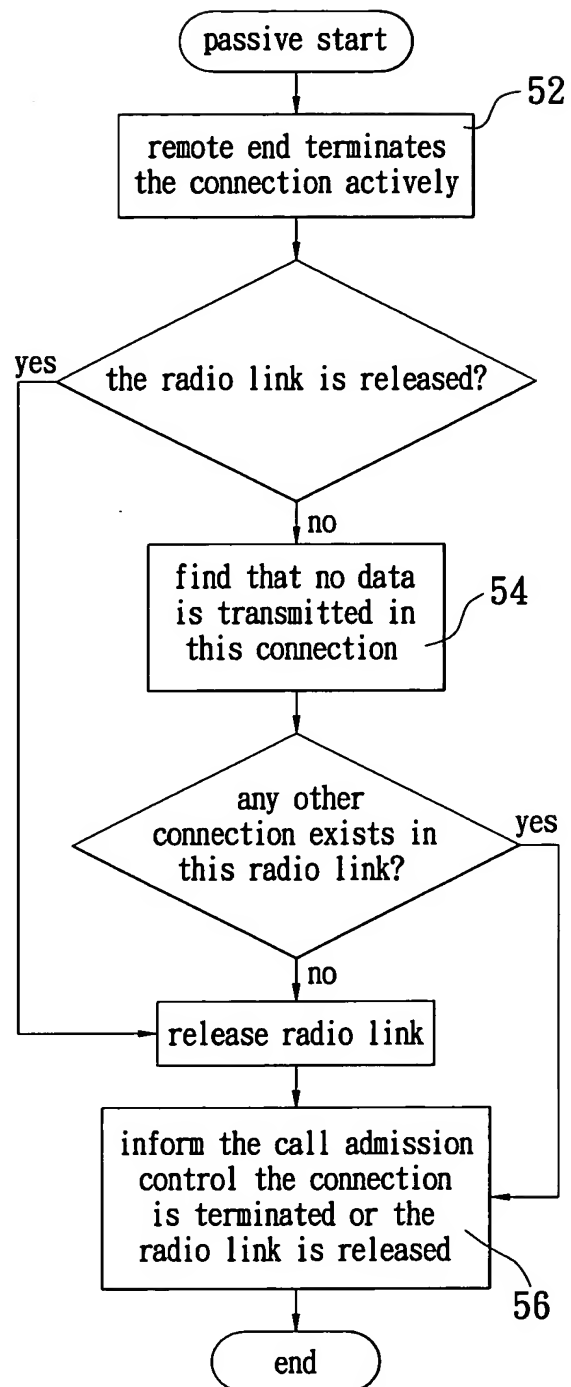 passive start
52
remote end terminates
the connection actively
yes
the radio link is released?
no
find that no data
is transmitted in
this connection
54
any other
connection exists in
this radio link?
yes
no
release radio link
inform the call admission
control the connection
is terminated or the
radio link is released
56
end